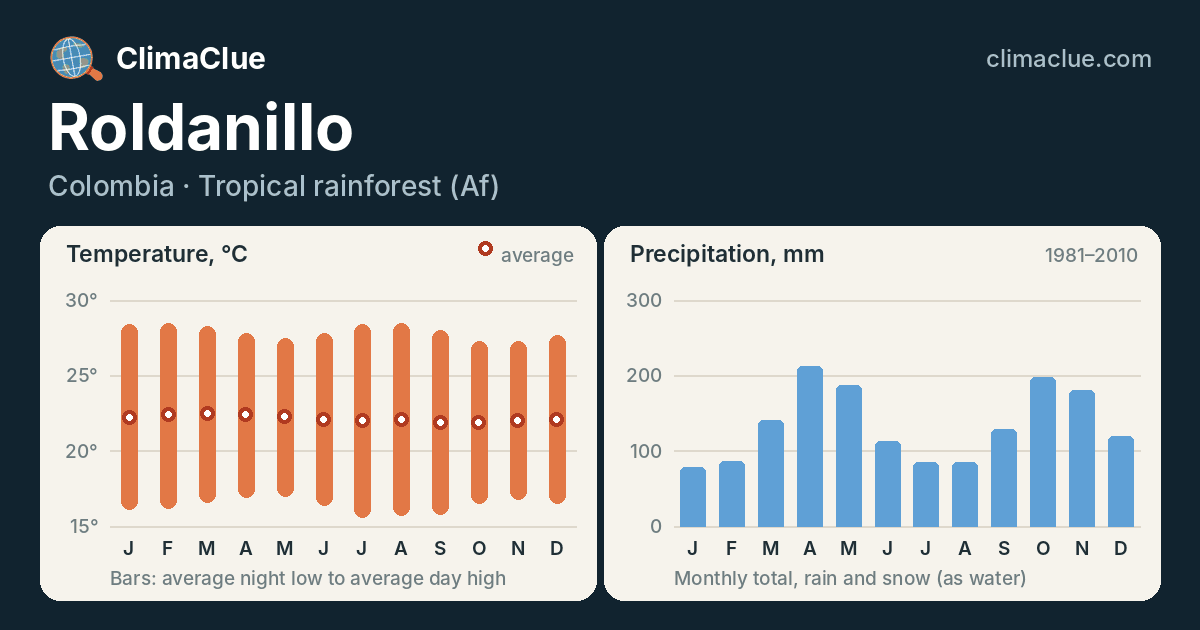 ClimaClue
climaclue.com
Roldanillo
Colombia · Tropical rainforest (Af)
Temperature, °C
average
30°
25°
20°
15°
J F M A M J J A S O N D
Bars: average night low to average day high
Precipitation, mm
1981–2010
300
200
100
0
J F M A M J J A S O N D
Monthly total, rain and snow (as water)